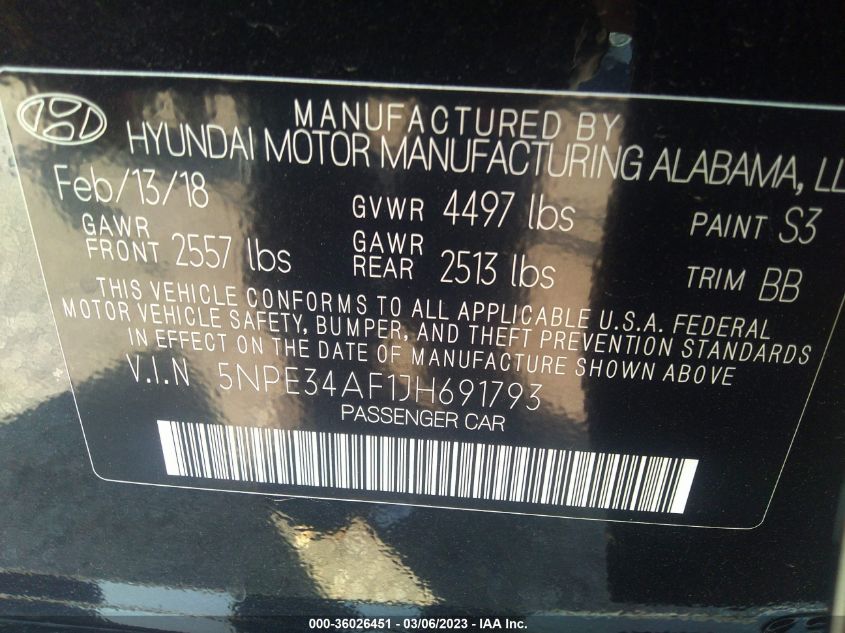 MANUFACTURED BY
HYUNDAI MOTOR MANUFACTURING ALABAMA, LL
Feb/13/18 GVWR 4497 lbs PAINT S3
GAWR FRONT 2557 lbs GAWR REAR 2513 lbs TRIM BB
THIS VEHICLE CONFORMS TO ALL APPLICABLE U.S.A. FEDERAL
MOTOR VEHICLE SAFETY, BUMPER, AND THEFT PREVENTION STANDARDS
IN EFFECT ON THE DATE OF MANUFACTURE SHOWN ABOVE
V.I.N 5NPE34AF1JH691793
PASSENGER CAR
000-36026451 — 03/06/2023 — IAA Inc.